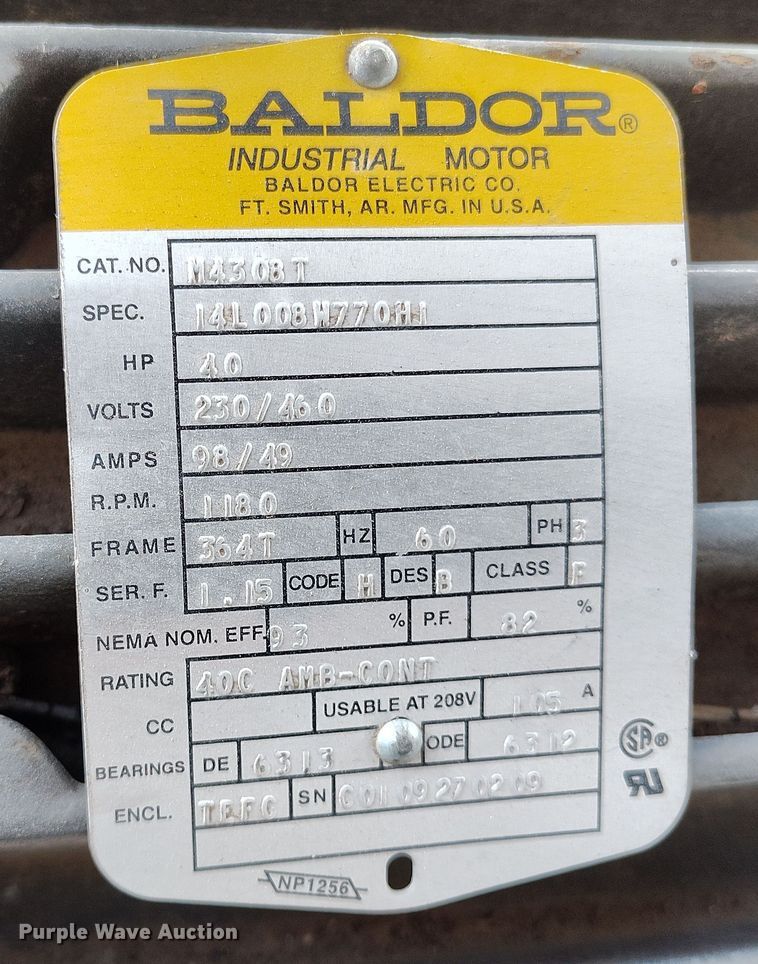 BALDOR®
INDUSTRIAL MOTOR
BALDOR ELECTRIC CO.
FT. SMITH, AR. MFG. IN U.S.A.
CAT. NO. M4308T
SPEC. 14L008W770H1
HP 40
VOLTS 230/460
AMPS 98/49
R.P.M. 1180
FRAME 364T HZ 60 PH 3
SER. F. 1.15 CODE H DES B CLASS F
NEMA NOM. EFF. 93 % P.F. 82 %
RATING 40C AMB-CONT
CC USABLE AT 208V 105 A
BEARINGS DE 6313 ODE 6312
ENCL. TEFC SN C0109270209
NP1256
Purple Wave Auction